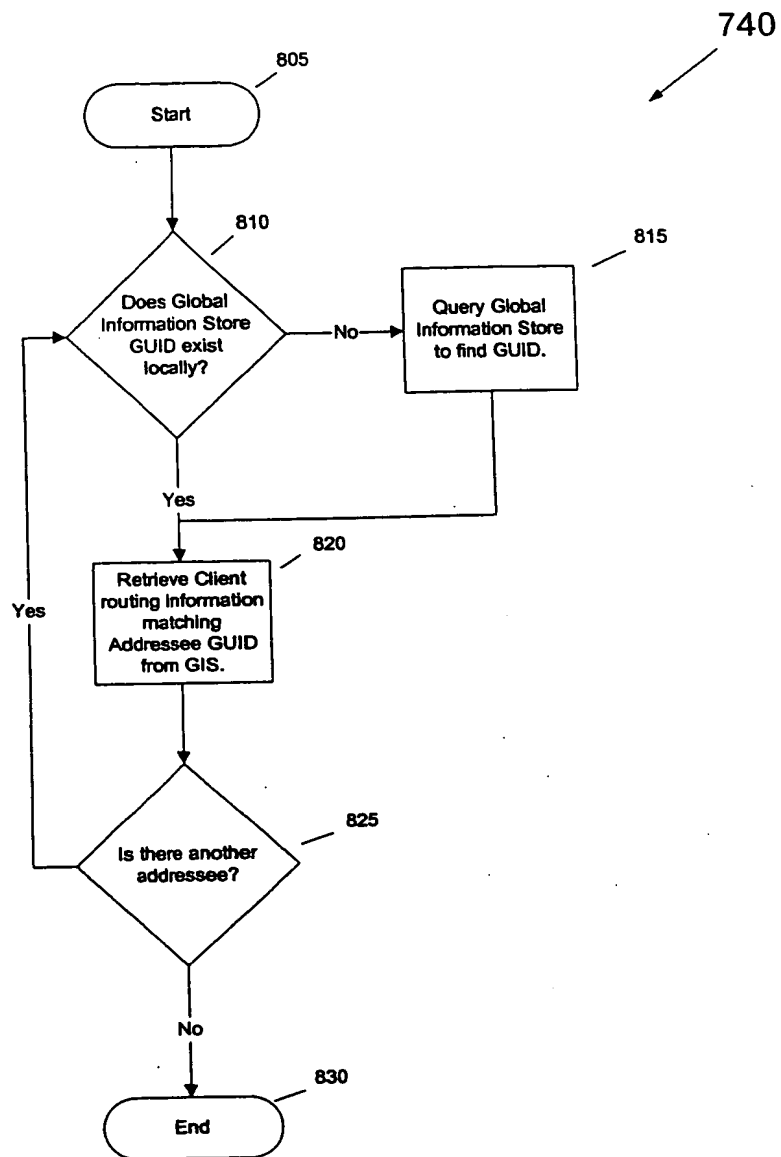 740
805
Start
810
Does Global
Information Store
GUID exist
locally?
No
815
Query Global
Information Store
to find GUID.
Yes
820
Retrieve Client
routing information
matching
Addressee GUID
from GIS.
Yes
825
Is there another
addressee?
No
830
End